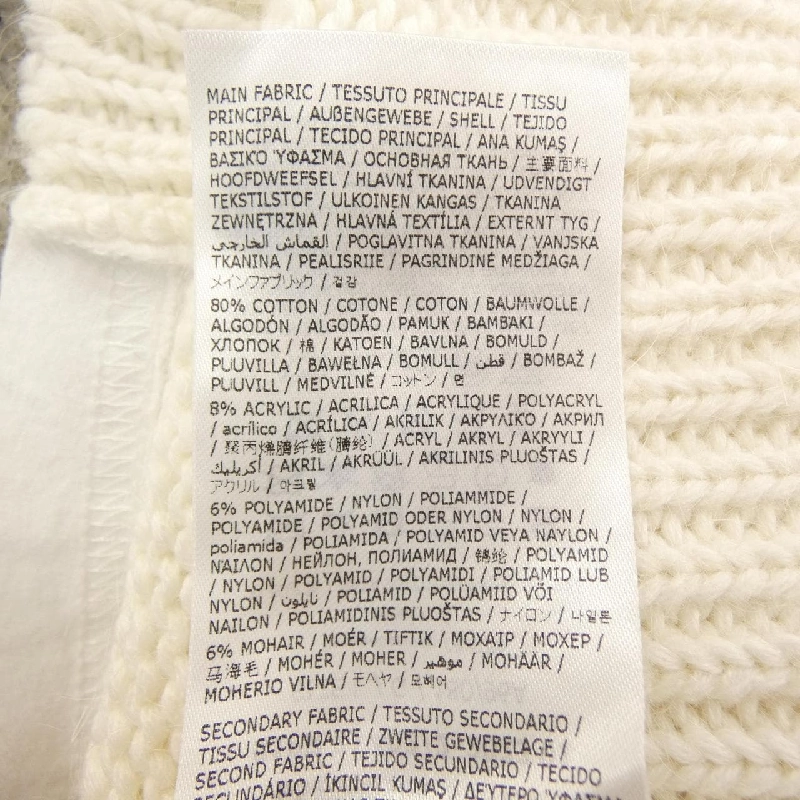 MAIN FABRIC / TESSUTO PRINCIPALE / TISSU
PRINCIPAL / AUßENGEWEBE / SHELL / TEJIDO
PRINCIPAL / TECIDO PRINCIPAL / ANA KUMAŞ /
ΒΑΣΙΚΌ ΎΦΑΣΜΑ / ОСНОВНАЯ ТКАНЬ / 主要面料 /
HOOFDWEEFSEL / HLAVNÍ TKANINA / UDVENDIGT
TEKSTILSTOF / ULKOINEN KANGAS / TKANINA
ZEWNĘTRZNA / HLAVNÁ TEXTÍLIA / EXTERNT TYG /
القماش الخارجي / POGLAVITNA TKANINA / VANJSKA
TKANINA / PEALISRIIE / PAGRINDINĖ MEDŽIAGA /
メインファブリック / 겉감
80% COTTON / COTONE / COTON / BAUMWOLLE /
ALGODÓN / ALGODÃO / PAMUK / ΒΑΜΒΆΚΙ /
ХЛОПОК / 棉 / KATOEN / BAVLNA / BOMULD /
PUUVILLA / BAWEŁNA / BOMULL / قطن / BOMBAŽ /
PUUVILL / MEDVILNĖ / コットン / 면
8% ACRYLIC / ACRILICA / ACRYLIQUE / POLYACRYL
/ acrílico / ACRÍLICA / AKRILIK / ΑΚΡΥΛΙΚΌ / АКРИЛ
/ 聚丙烯腈纤维(腈纶) / ACRYL / AKRYL / AKRYYLI /
أكريليك / AKRIL / AKRÜÜL / AKRILINIS PLUOŠTAS /
アクリル / 아크릴
6% POLYAMIDE / NYLON / POLIAMMIDE /
POLYAMIDE / POLYAMID ODER NYLON / NYLON /
poliamida / POLIAMIDA / POLYAMID VEYA NAYLON /
ΝΆΙΛΟΝ / НЕЙЛОН, ПОЛИАМИД / 锦纶 / POLYAMID
/ NYLON / POLYAMID / POLYAMIDI / POLIAMID LUB
NYLON / نايلون / POLIAMID / POLÜAMIID VÕI
NAILON / POLIAMIDINIS PLUOŠTAS / ナイロン / 나일론
6% MOHAIR / MOÉR / TIFTIK / ΜΟΧΑΊΡ / МОХЕР /
马海毛 / MOHÉR / MOHER / موهير / MOHÄÄR /
MOHERIO VILNA / モヘヤ / 모헤어
SECONDARY FABRIC / TESSUTO SECONDARIO /
TISSU SECONDAIRE / ZWEITE GEWEBELAGE /
SECOND FABRIC / TEJIDO SECUNDARIO / TECIDO
SECUNDÁRIO / İKİNCİL KUMAŞ / ΔΕΥΤΕΡΟ ΎΦΑΣΜΑ